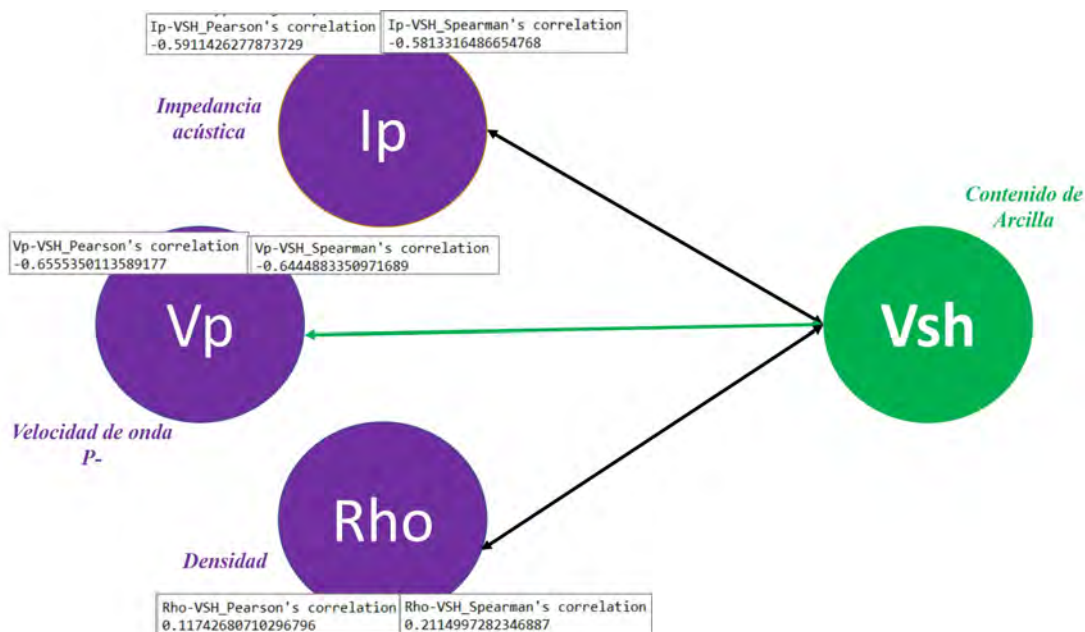 Ip-VSH_Pearson's correlation
-0.5911426277873729
Ip-VSH_Spearman's correlation
-0.5813316486654768
Impedancia
acústica
Ip
Contenido de
Arcilla
Vp-VSH_Pearson's correlation
-0.6555350113589177
Vp-VSH_Spearman's correlation
-0.6444883350971689
Vp
Vsh
Velocidad de onda
P-
Rho
Densidad
Rho-VSH_Pearson's correlation
0.11742680710296796
Rho-VSH_Spearman's correlation
0.2114997282346887